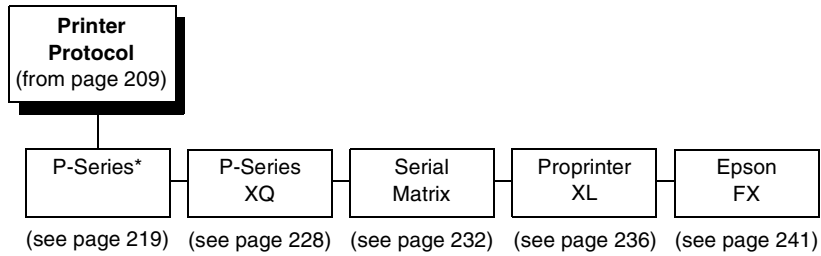 Printer
Protocol
(from page 209)
P-Series*
P-Series
XQ
Serial
Matrix
Proprinter
XL
Epson
FX
(see page 219)
(see page 228)
(see page 232)
(see page 236)
(see page 241)